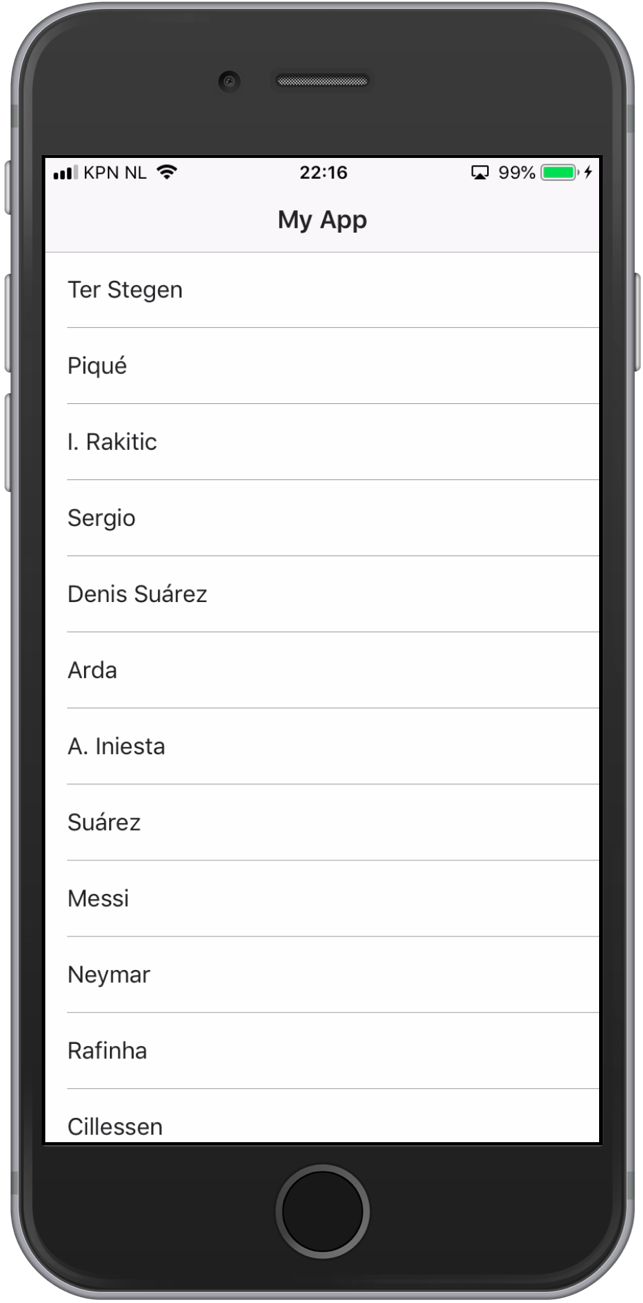 KPN NL 22:16 99%
My App
Ter Stegen
Piqué
I. Rakitic
Sergio
Denis Suárez
Arda
A. Iniesta
Suárez
Messi
Neymar
Rafinha
Cillessen